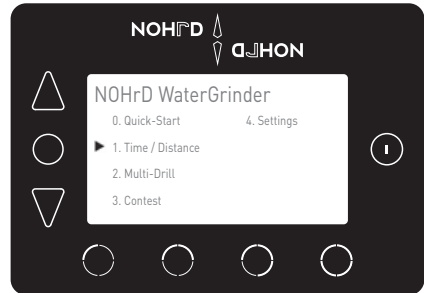 NOHrD
NOHrD
NOHrD WaterGrinder
0. Quick-Start 4. Settings
1. Time / Distance
2. Multi-Drill
3. Contest